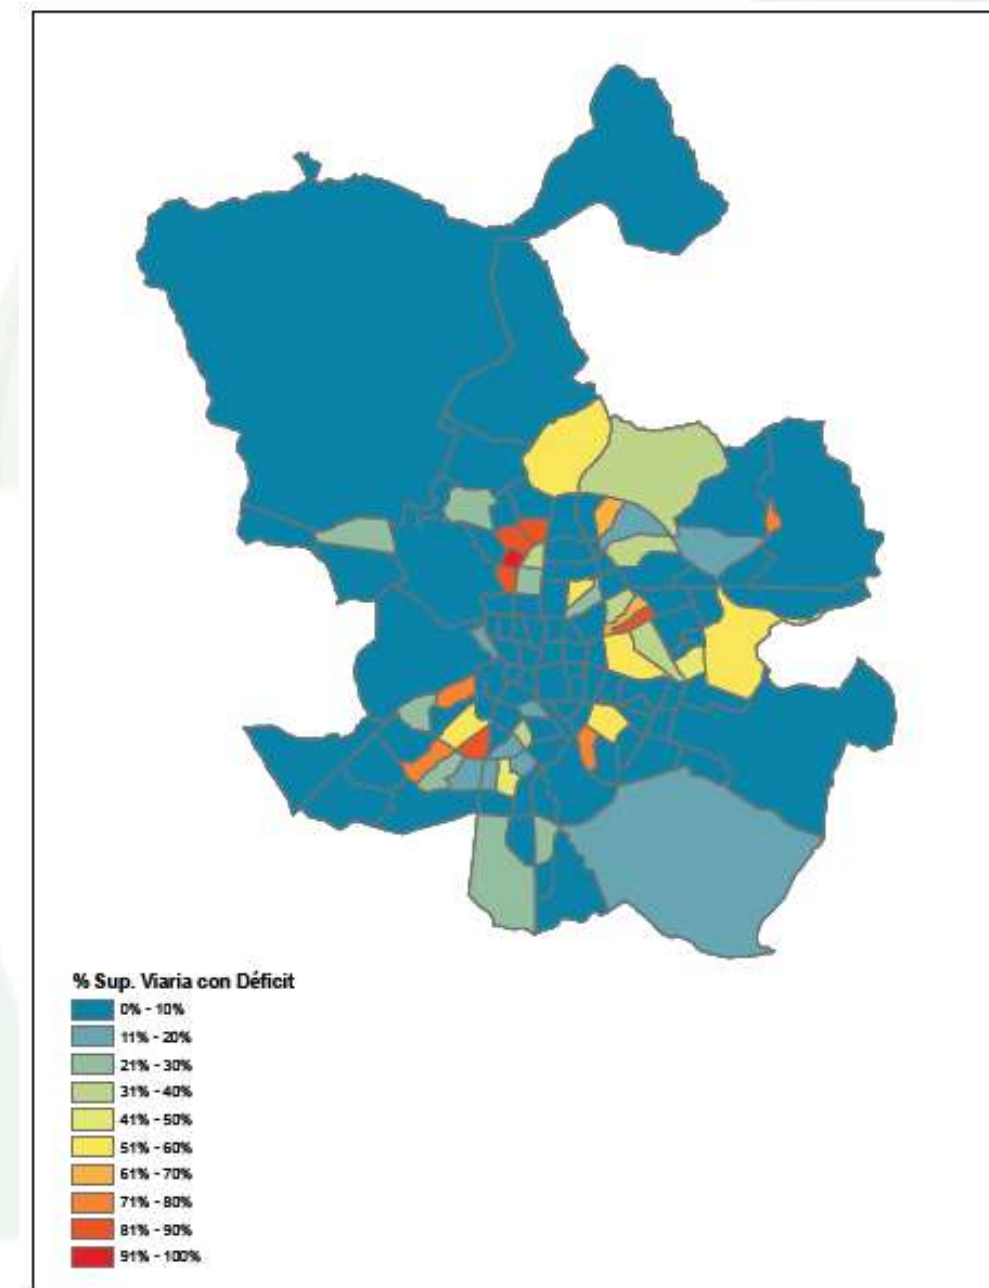 % Sup. Viaria con Déficit
0% - 10%
11% - 20%
21% - 30%
31% - 40%
41% - 50%
51% - 60%
61% - 70%
71% - 80%
81% - 90%
91% - 100%